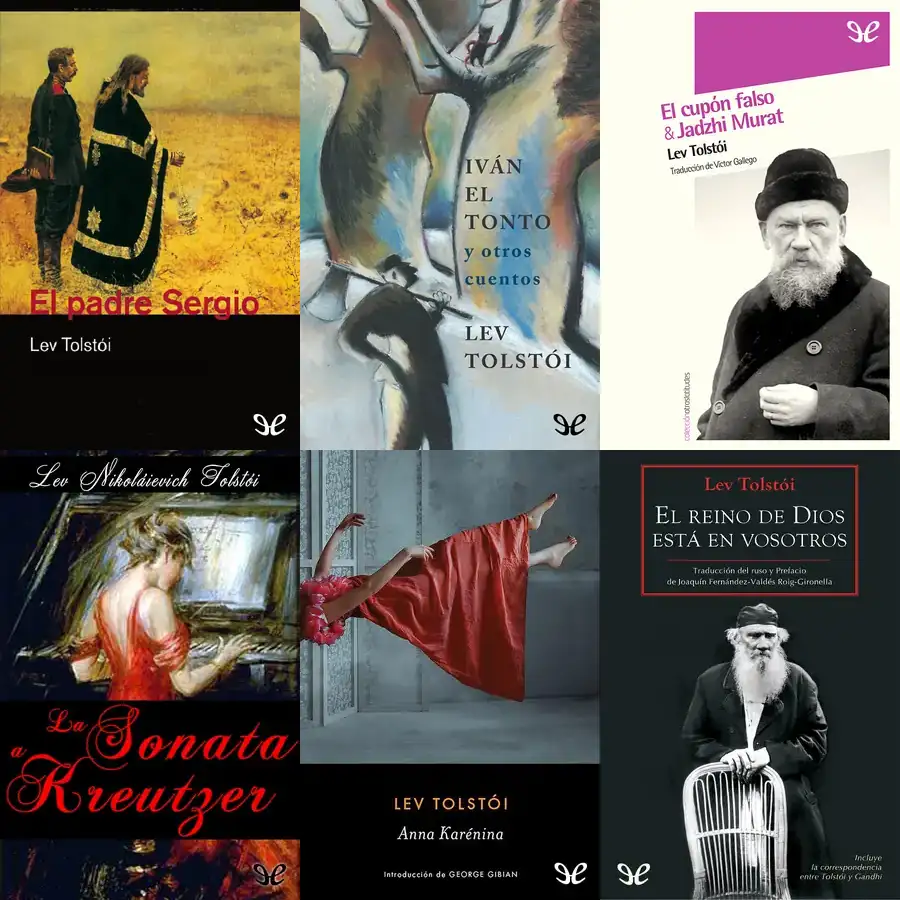 El padre Sergio
Lev Tolstói
IVÁN
EL
TONTO
y otros
cuentos
LEV
TOLSTÓI
El cupón falso
& Jadzhi Murat
Lev Tolstói
Traducción de Víctor Gallego
colecciónotraslatitudes
Lev Nikoláievich Tolstói
La Sonata
a Kreutzer
LEV TOLSTÓI
Anna Karénina
Introducción de GEORGE GIBIAN
Lev Tolstói
EL REINO DE DIOS
ESTÁ EN VOSOTROS
Traducción del ruso y Prefacio
de Joaquín Fernández-Valdés Roig-Gironella
Incluye
la correspondencia
entre Tolstói y Gandhi